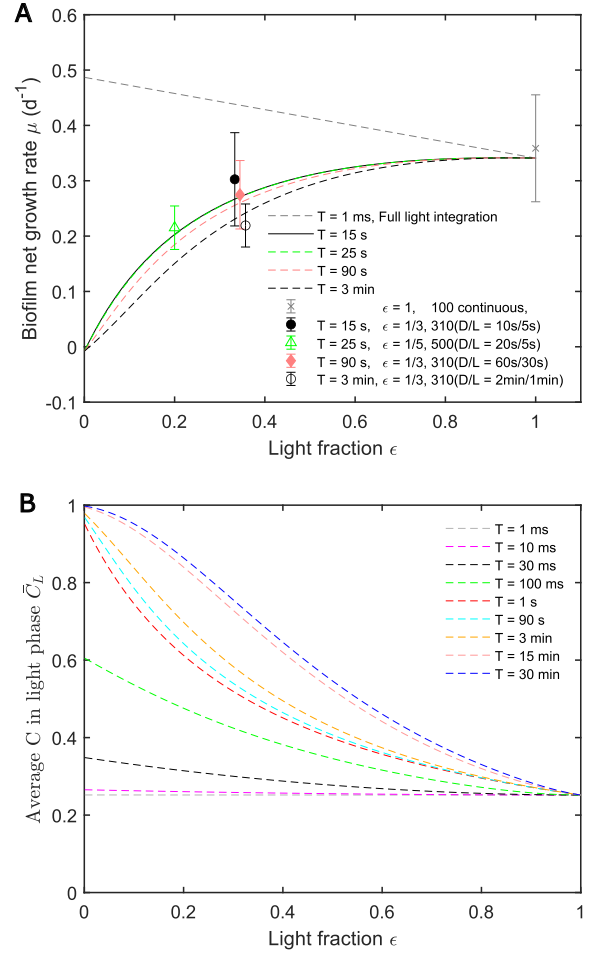 A
0.6
0.5
0.4
0.3
0.2
0.1
0
-0.1
Biofilm net growth rate μ (d⁻¹)
T = 1 ms, Full light integration
T = 15 s
T = 25 s
T = 90 s
T = 3 min
ϵ = 1, 100 continuous,
T = 15 s, ϵ = 1/3, 310(D/L = 10s/5s)
T = 25 s, ϵ = 1/5, 500(D/L = 20s/5s)
T = 90 s, ϵ = 1/3, 310(D/L = 60s/30s)
T = 3 min, ϵ = 1/3, 310(D/L = 2min/1min)
0 0.2 0.4 0.6 0.8 1
Light fraction ϵ
B
1
0.8
0.6
0.4
0.2
0
Average C in light phase C̄_L
T = 1 ms
T = 10 ms
T = 30 ms
T = 100 ms
T = 1 s
T = 90 s
T = 3 min
T = 15 min
T = 30 min
0 0.2 0.4 0.6 0.8 1
Light fraction ϵ